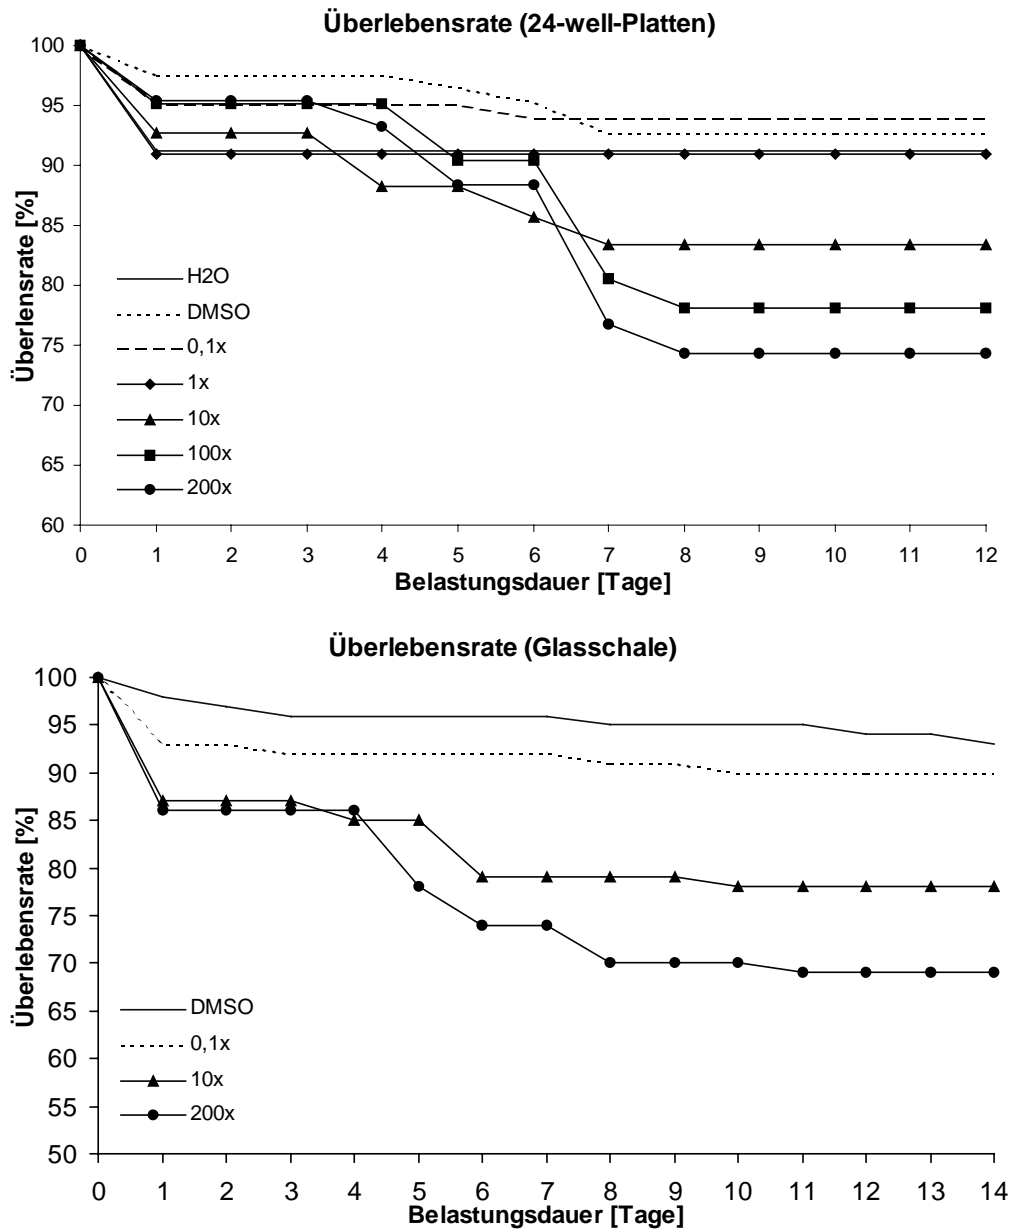 Überlebensrate (24-well-Platten)
Überlensrate [%]
100
95
90
85
80
75
70
65
60
H2O
DMSO
0,1x
1x
10x
100x
200x
0 1 2 3 4 5 6 7 8 9 10 11 12
Belastungsdauer [Tage]
Überlebensrate (Glasschale)
Überlebensrate [%]
100
95
90
85
80
75
70
65
60
55
50
DMSO
0,1x
10x
200x
0 1 2 3 4 5 6 7 8 9 10 11 12 13 14
Belastungsdauer [Tage]